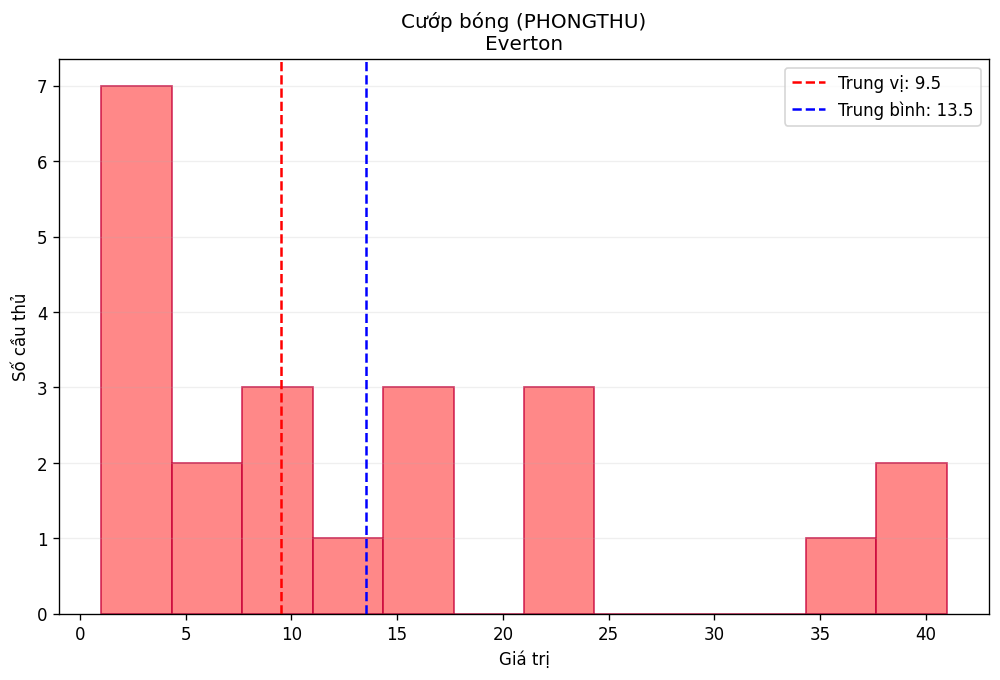 Cướp bóng (PHONGTHU)
Everton
Trung vị: 9.5
Trung bình: 13.5
Số cầu thủ
7
6
5
4
3
2
1
0
0 5 10 15 20 25 30 35 40
Giá trị